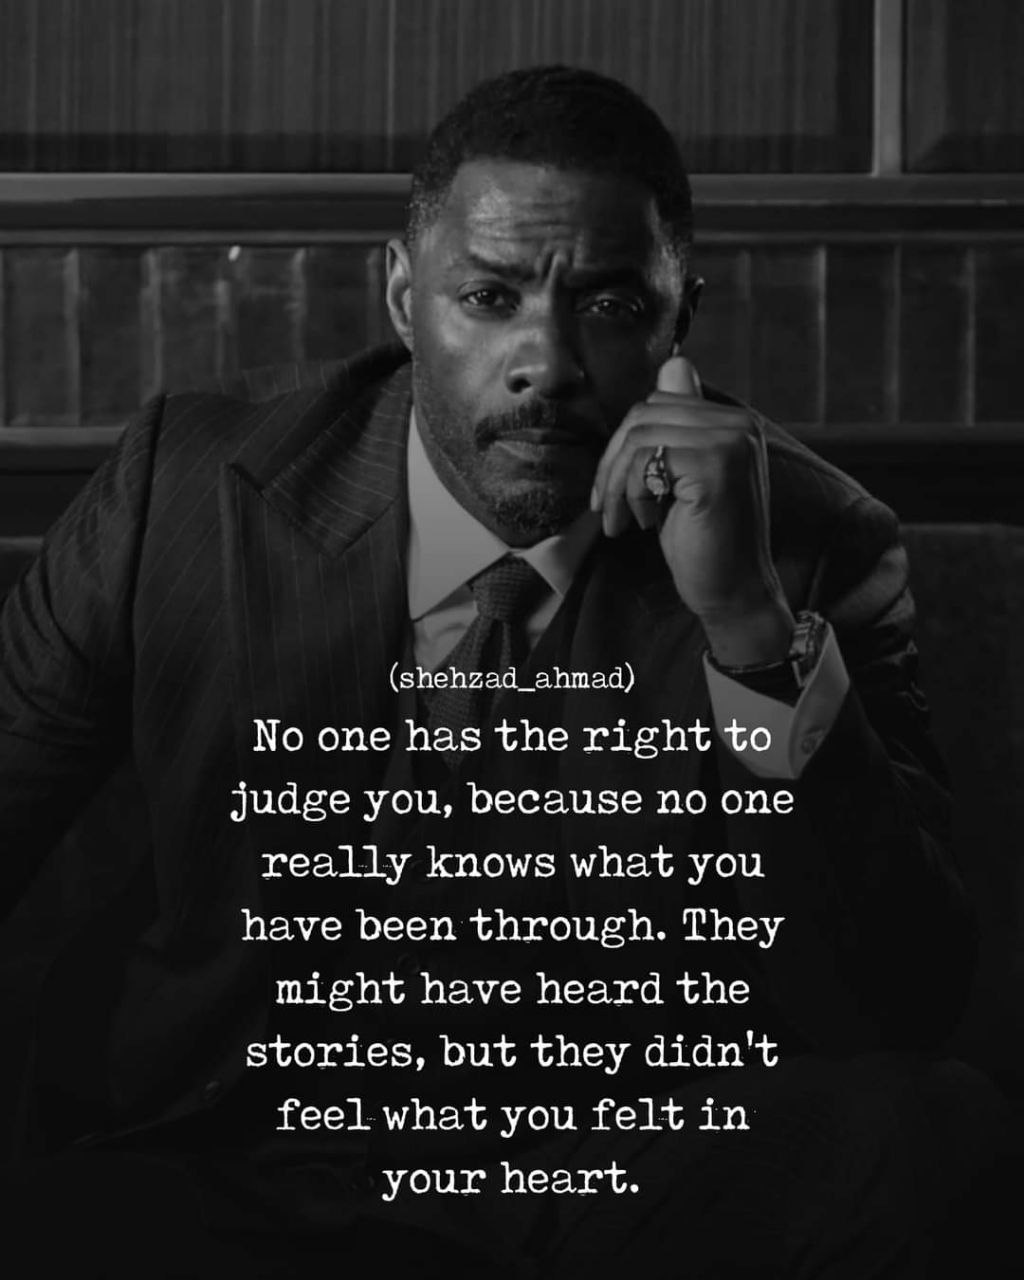 (shehzad_ahmad)
No one has the right to
judge you, because no one
really knows what you
have been through. They
might have heard the
stories, but they didn't
feel what you felt in
your heart.